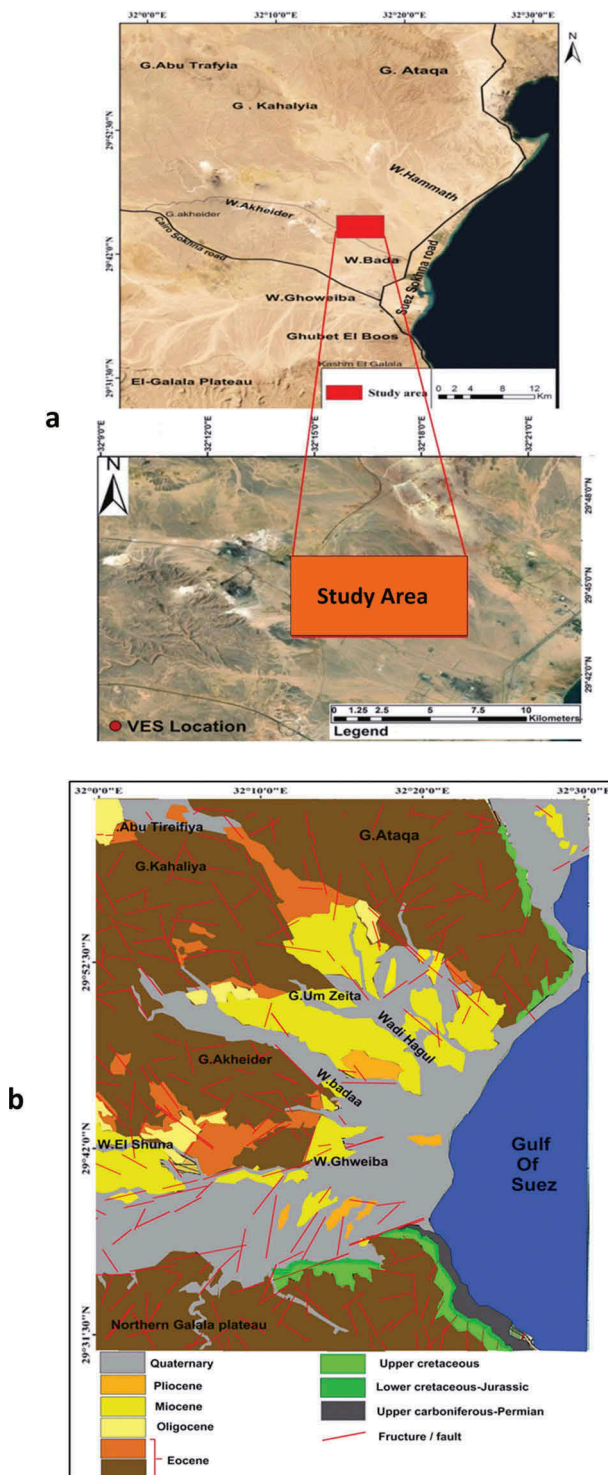 32°0'0"E
32°10'0"E
32°20'0"E
32°30'0"E
N
G.Abu Trafyia
G. Ataqa
G . Kahalyia
29°52'30"N
W.Hammath
W.Akheider
G.akheider
Cairo Sokhna road
29°42'0"N
W.Bada
Suez Sokhna road
W.Ghoweiba
Ghubet El Boos
Kashm El Galala
El-Galala Plateau
29°31'30"N
Study area
0 2 4 8 12
Km
a
32°9'0"E
32°12'0"E
32°15'0"E
32°18'0"E
32°21'0"E
N
29°48'0"N
29°45'0"N
29°42'0"N
Study Area
VES Location
0 1.25 2.5 5 7.5 10
Kilometers
Legend
32°0'0"E
32°10'0"E
32°20'0"E
32°30'0"E
.Abu Tireifiya
G.Ataqa
G.Kahaliya
29°52'30"N
G.Um Zeita
Wadi Hagul
G.Akheider
W.badaa
b
W.El Shuna
29°42'0"N
W.Ghweiba
Gulf
Of
Suez
Northern Galala plateau
29°31'30"N
Quaternary
Pliocene
Miocene
Oligocene
Eocene
Upper cretaceous
Lower cretaceous-Jurassic
Upper carboniferous-Permian
Fructure / fault